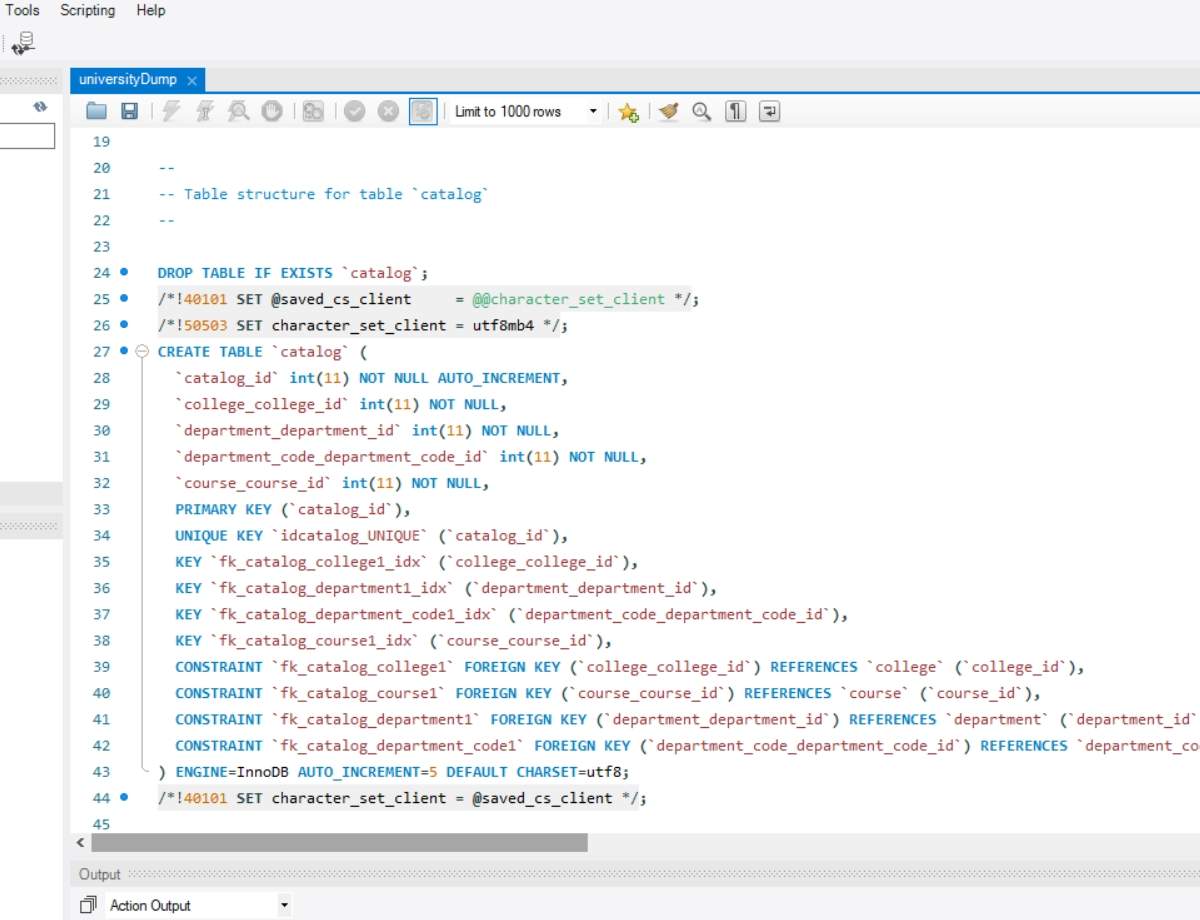 Tools Scripting Help
universityDump
Limit to 1000 rows
19
20 --
21 -- Table structure for table `catalog`
22 --
23
24 DROP TABLE IF EXISTS `catalog`;
25 /*!40101 SET @saved_cs_client     = @@character_set_client */;
26 /*!50503 SET character_set_client = utf8mb4 */;
27 CREATE TABLE `catalog` (
28   `catalog_id` int(11) NOT NULL AUTO_INCREMENT,
29   `college_college_id` int(11) NOT NULL,
30   `department_department_id` int(11) NOT NULL,
31   `department_code_department_code_id` int(11) NOT NULL,
32   `course_course_id` int(11) NOT NULL,
33   PRIMARY KEY (`catalog_id`),
34   UNIQUE KEY `idcatalog_UNIQUE` (`catalog_id`),
35   KEY `fk_catalog_college1_idx` (`college_college_id`),
36   KEY `fk_catalog_department1_idx` (`department_department_id`),
37   KEY `fk_catalog_department_code1_idx` (`department_code_department_code_id`),
38   KEY `fk_catalog_course1_idx` (`course_course_id`),
39   CONSTRAINT `fk_catalog_college1` FOREIGN KEY (`college_college_id`) REFERENCES `college` (`college_id`),
40   CONSTRAINT `fk_catalog_course1` FOREIGN KEY (`course_course_id`) REFERENCES `course` (`course_id`),
41   CONSTRAINT `fk_catalog_department1` FOREIGN KEY (`department_department_id`) REFERENCES `department` (`department_id`
42   CONSTRAINT `fk_catalog_department_code1` FOREIGN KEY (`department_code_department_code_id`) REFERENCES `department_co
43 ) ENGINE=InnoDB AUTO_INCREMENT=5 DEFAULT CHARSET=utf8;
44 /*!40101 SET character_set_client = @saved_cs_client */;
45
Output
Action Output